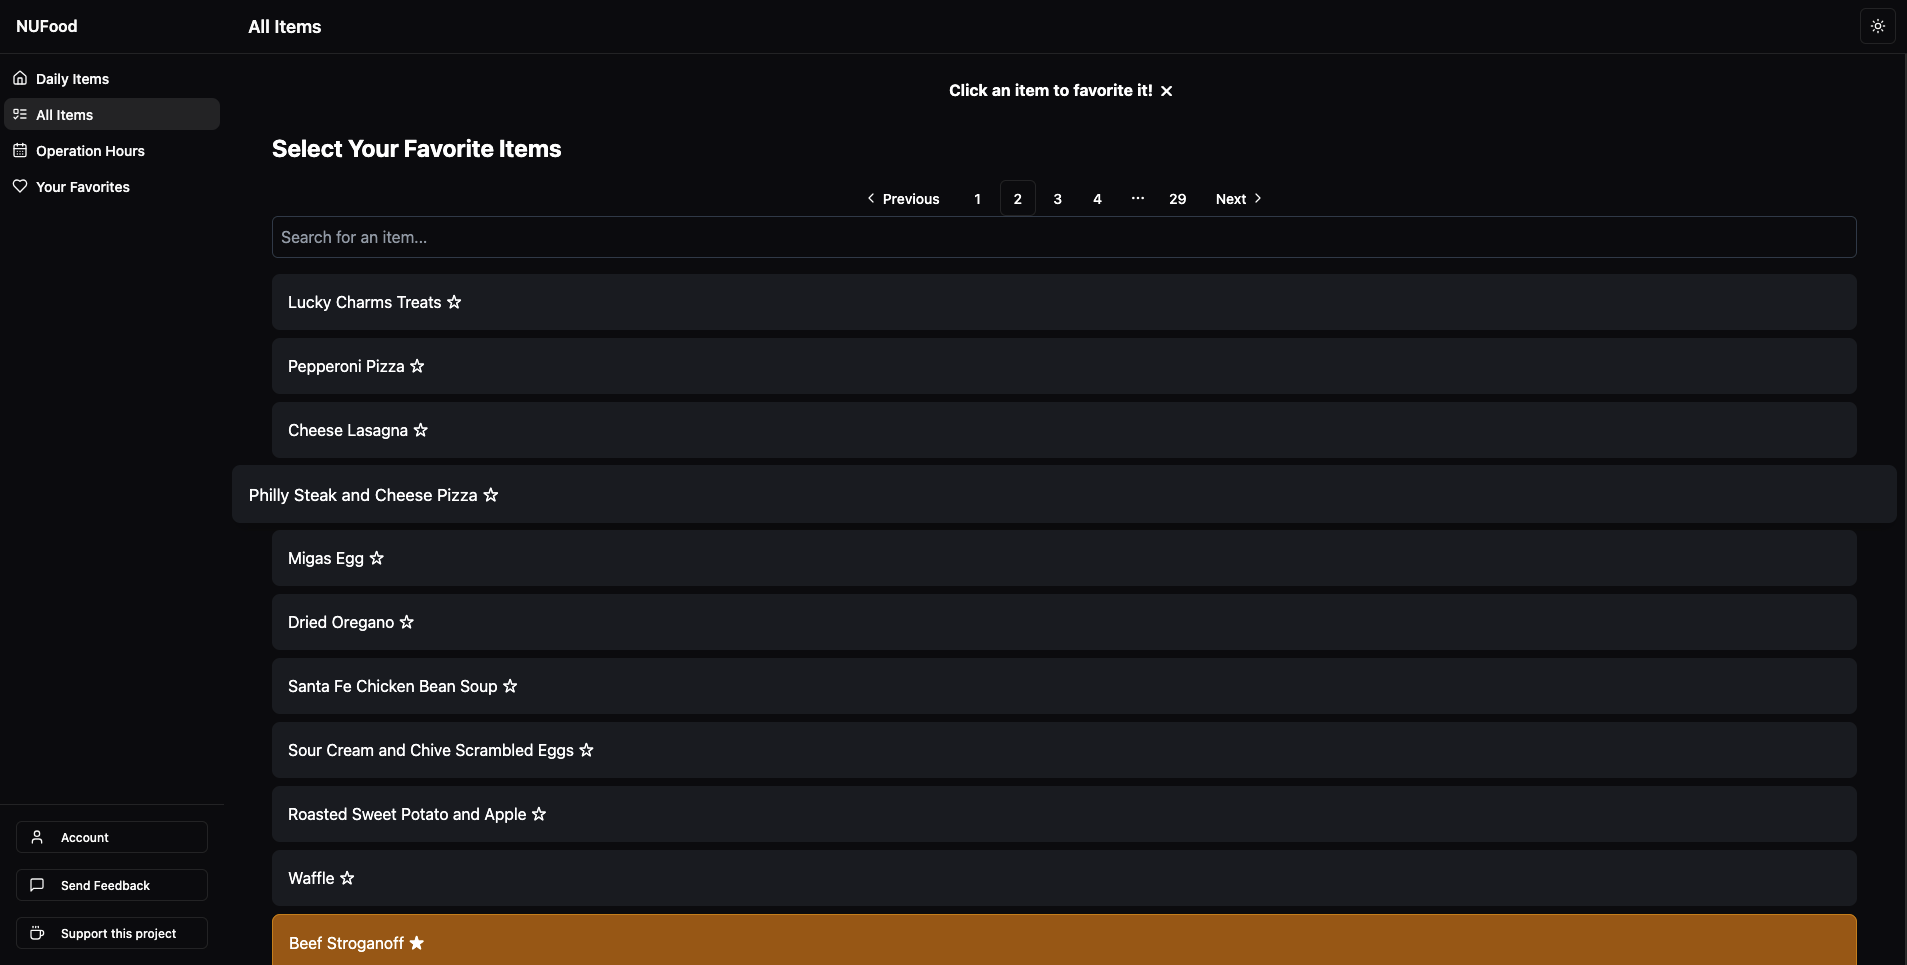 NUFood
All Items
Daily Items
All Items
Operation Hours
Your Favorites
Click an item to favorite it!
Select Your Favorite Items
Previous 1 2 3 4 ... 29 Next
Search for an item...
Lucky Charms Treats
Pepperoni Pizza
Cheese Lasagna
Philly Steak and Cheese Pizza
Migas Egg
Dried Oregano
Santa Fe Chicken Bean Soup
Sour Cream and Chive Scrambled Eggs
Roasted Sweet Potato and Apple
Waffle
Beef Stroganoff
Account
Send Feedback
Support this project